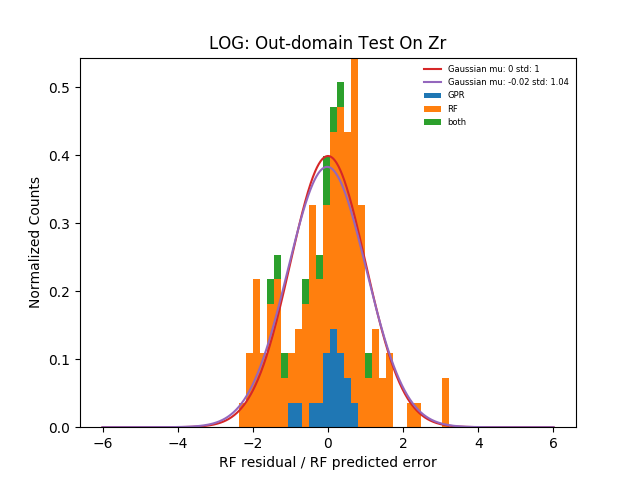 LOG: Out-domain Test On Zr
Gaussian mu: 0 std: 1
Gaussian mu: -0.02 std: 1.04
GPR
RF
both
Normalized Counts
0.5
0.4
0.3
0.2
0.1
0.0
−6 −4 −2 0 2 4 6
RF residual / RF predicted error